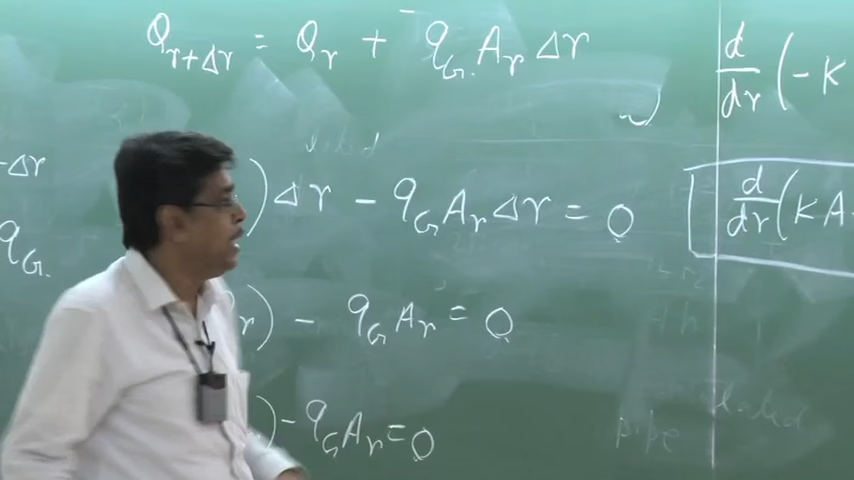 Q_{r+Δr} = Q_r + q_G A_r Δr
-Δr
) Δr - q_G A_r Δr = 0
q_G.
r) - q_G A_r = 0
) - q_G A_r = 0
d/dr (-K
d/dr (K A
pipe